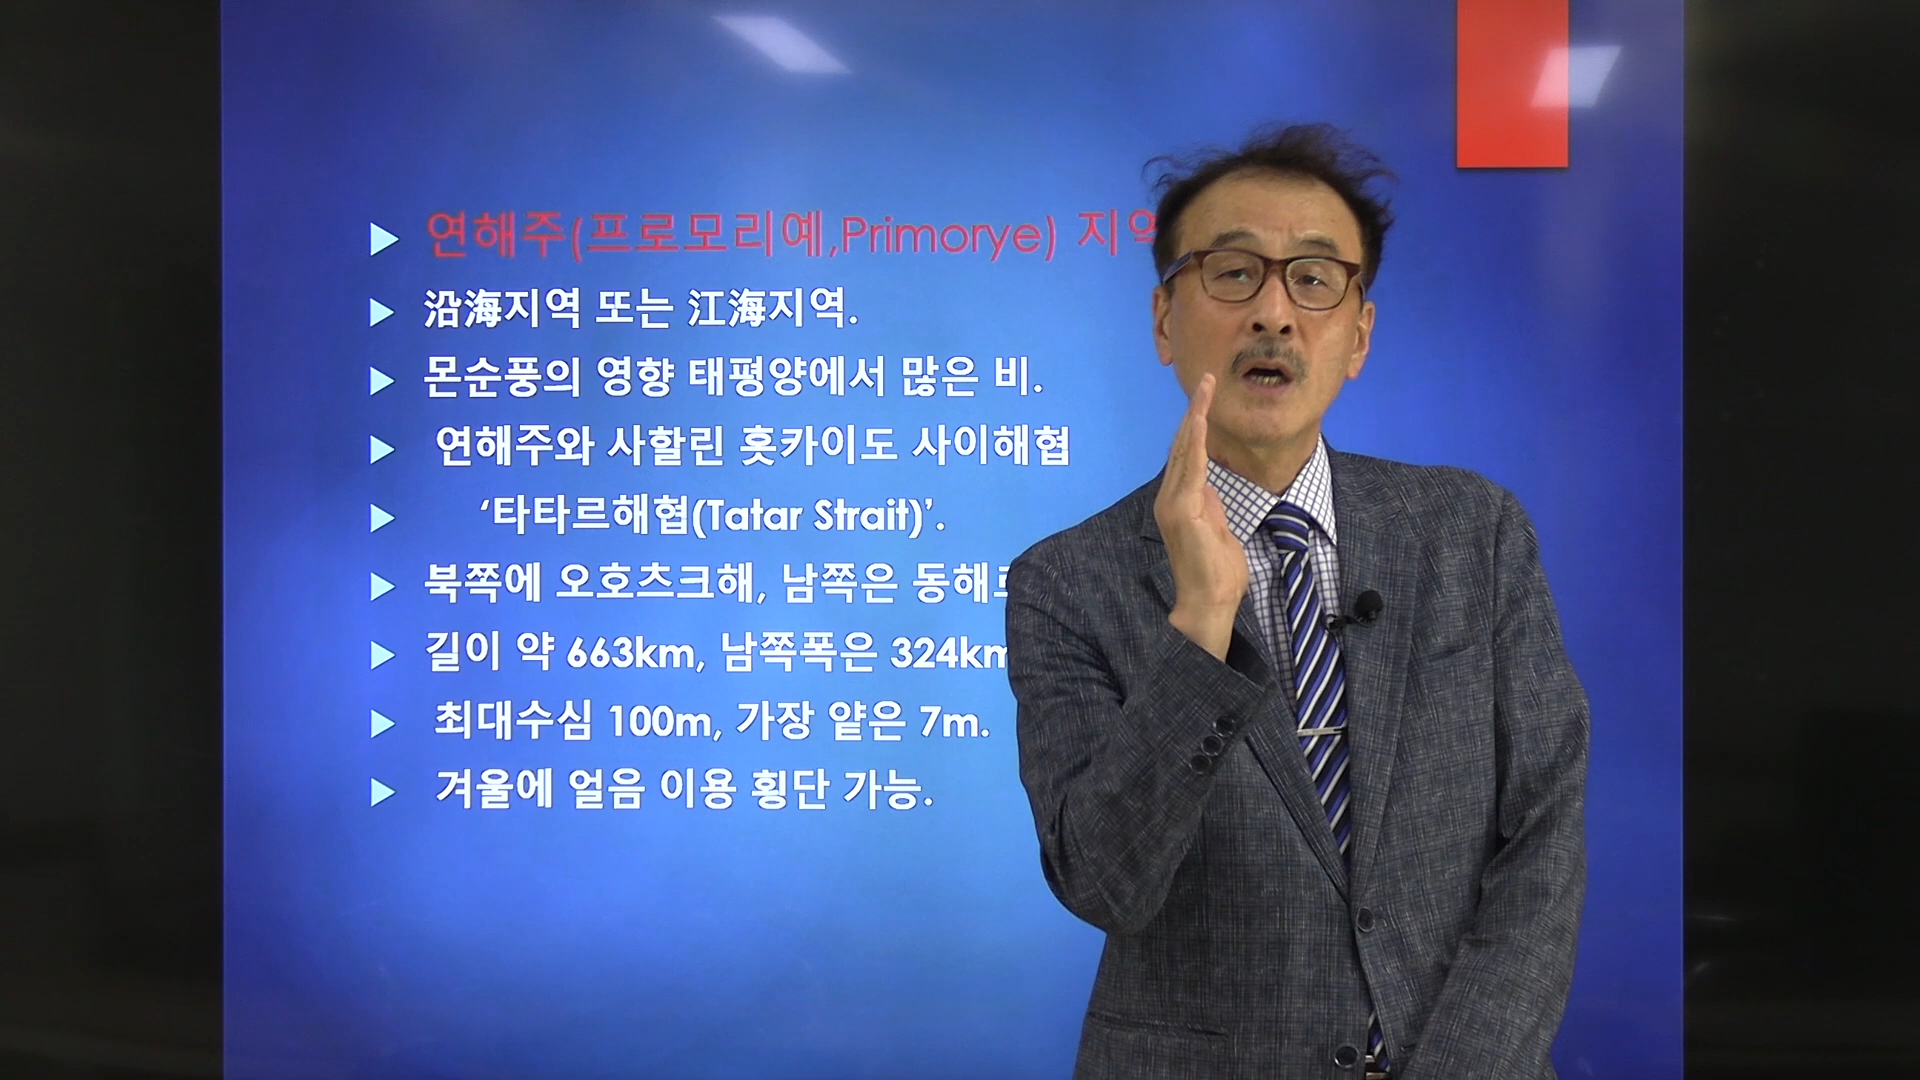 연해주(프로모리예,Primorye) 지역
沿海지역 또는 江海지역.
몬순풍의 영향 태평양에서 많은 비.
연해주와 사할린 홋카이도 사이해협
‘타타르해협(Tatar Strait)’.
북쪽에 오호츠크해, 남쪽은
길이 약 663km, 남쪽폭은 324km
최대수심 100m, 가장 얕은 7m.
겨울에 얼음 이용 횡단 가능.